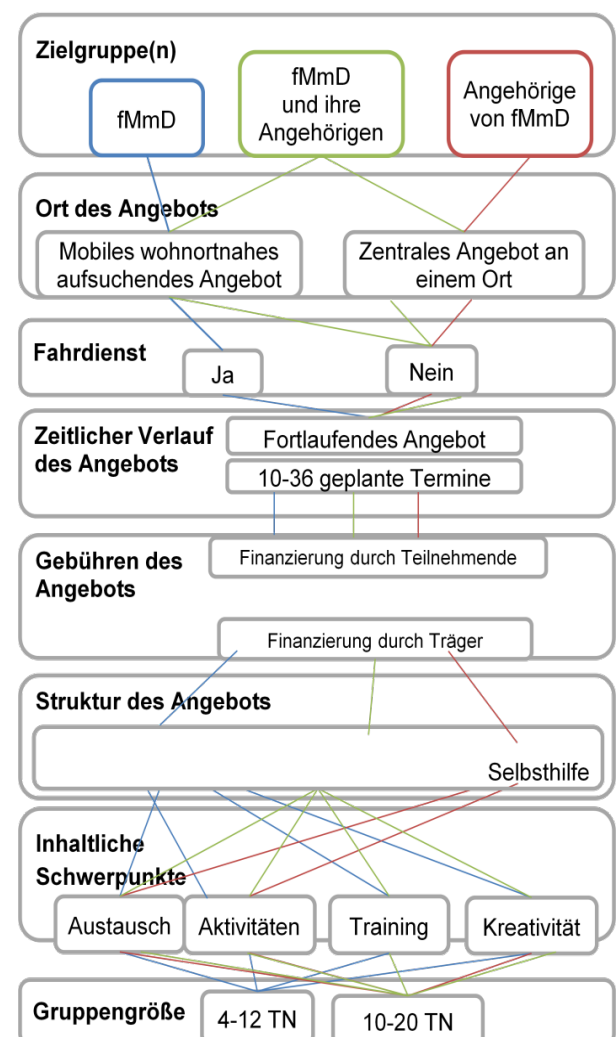 Zielgruppe(n)
fMmD
fMmD
und ihre
Angehörigen
Angehörige
von fMmD
Ort des Angebots
Mobiles wohnortnahes
aufsuchendes Angebot
Zentrales Angebot an
einem Ort
Fahrdienst
Ja
Nein
Zeitlicher Verlauf
des Angebots
Fortlaufendes Angebot
10-36 geplante Termine
Gebühren des
Angebots
Finanzierung durch Teilnehmende
Finanzierung durch Träger
Struktur des Angebots
Selbsthilfe
Inhaltliche
Schwerpunkte
Austausch
Aktivitäten
Training
Kreativität
Gruppengröße
4-12 TN
10-20 TN